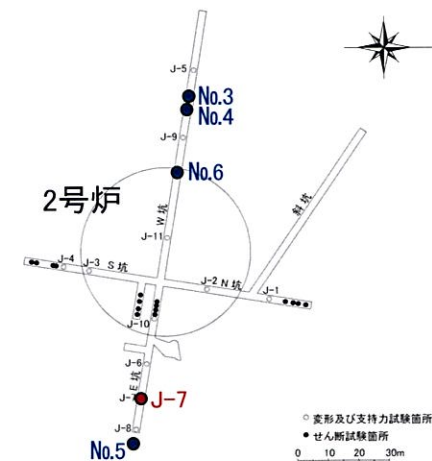 J-5
No.3
No.4
J-9
No.6
2号炉
W坑
斜坑
J-11
J-4
J-3
S坑
J-2
N坑
J-1
J-10
J-6
E坑
J-7
J-7
J-8
No.5
○ 変形及び支持力試験箇所
● せん断試験箇所
0 10 20 30m